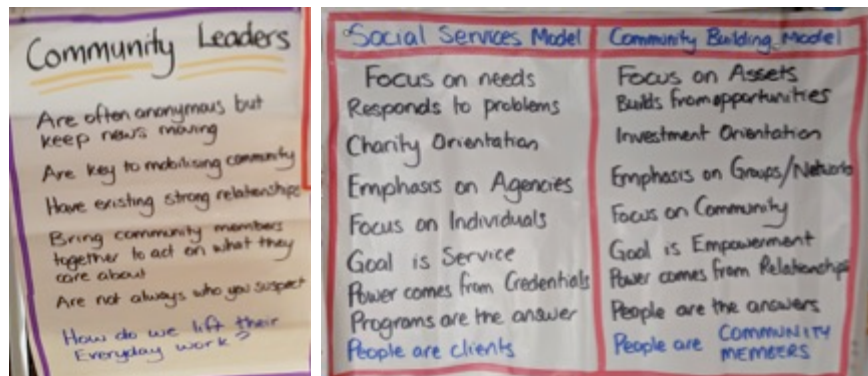 Community Leaders
Are often anonymous but
keep news moving
Are key to mobilising community
Have existing strong relationships
Bring community members
together to act on what they
care about
Are not always who you suspect
How do we lift their
Everyday work?
Social Services Model
Focus on needs
Responds to problems
Charity Orientation
Emphasis on Agencies
Focus on Individuals
Goal is Service
Power comes from Credentials
Programs are the answer
People are clients
Community Building Model
Focus on Assets
Builds from opportunities
Investment Orientation
Emphasis on Groups/Networks
Focus on Community
Goal is Empowerment
Power comes from Relationships
People are the answers
People are COMMUNITY
MEMBERS